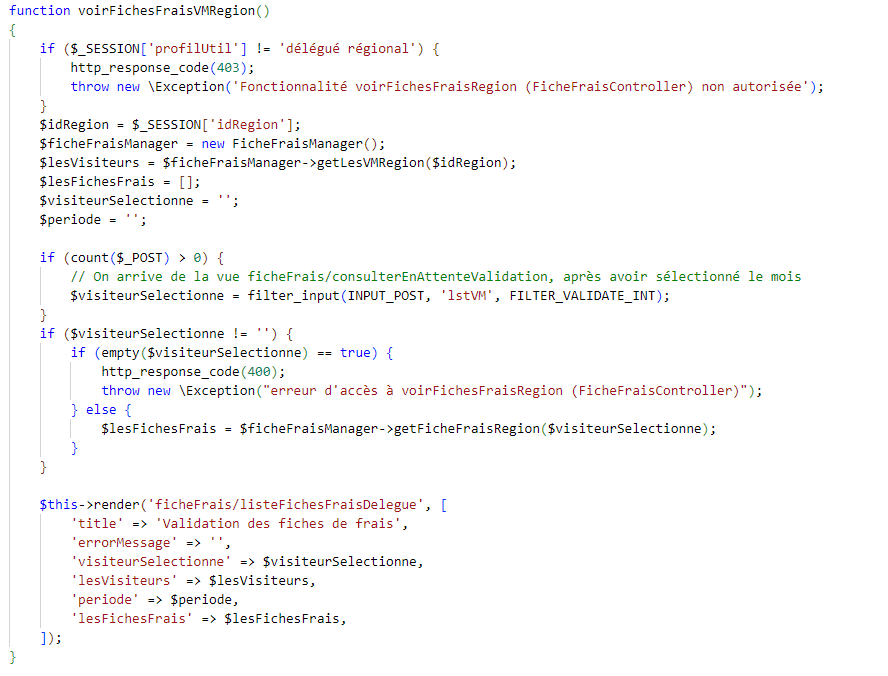 function voirFichesFraisVMRegion()
{
    if ($_SESSION['profilUtil'] != 'délégué régional') {
        http_response_code(403);
        throw new \Exception('Fonctionnalité voirFichesFraisRegion (FicheFraisController) non autorisée');
    }
    $idRegion = $_SESSION['idRegion'];
    $ficheFraisManager = new FicheFraisManager();
    $lesVisiteurs = $ficheFraisManager->getLesVMRegion($idRegion);
    $lesFichesFrais = [];
    $visiteurSelectionne = '';
    $periode = '';

    if (count($_POST) > 0) {
        // On arrive de la vue ficheFrais/consulterEnAttenteValidation, après avoir sélectionné le mois
        $visiteurSelectionne = filter_input(INPUT_POST, 'lstVM', FILTER_VALIDATE_INT);
    }
    if ($visiteurSelectionne != '') {
        if (empty($visiteurSelectionne) == true) {
            http_response_code(400);
            throw new \Exception("erreur d'accès à voirFichesFraisRegion (FicheFraisController)");
        } else {
            $lesFichesFrais = $ficheFraisManager->getFicheFraisRegion($visiteurSelectionne);
        }
    }

    $this->render('ficheFrais/listeFichesFraisDelegue', [
        'title' => 'Validation des fiches de frais',
        'errorMessage' => '',
        'visiteurSelectionne' => $visiteurSelectionne,
        'lesVisiteurs' => $lesVisiteurs,
        'periode' => $periode,
        'lesFichesFrais' => $lesFichesFrais,
    ]);
}